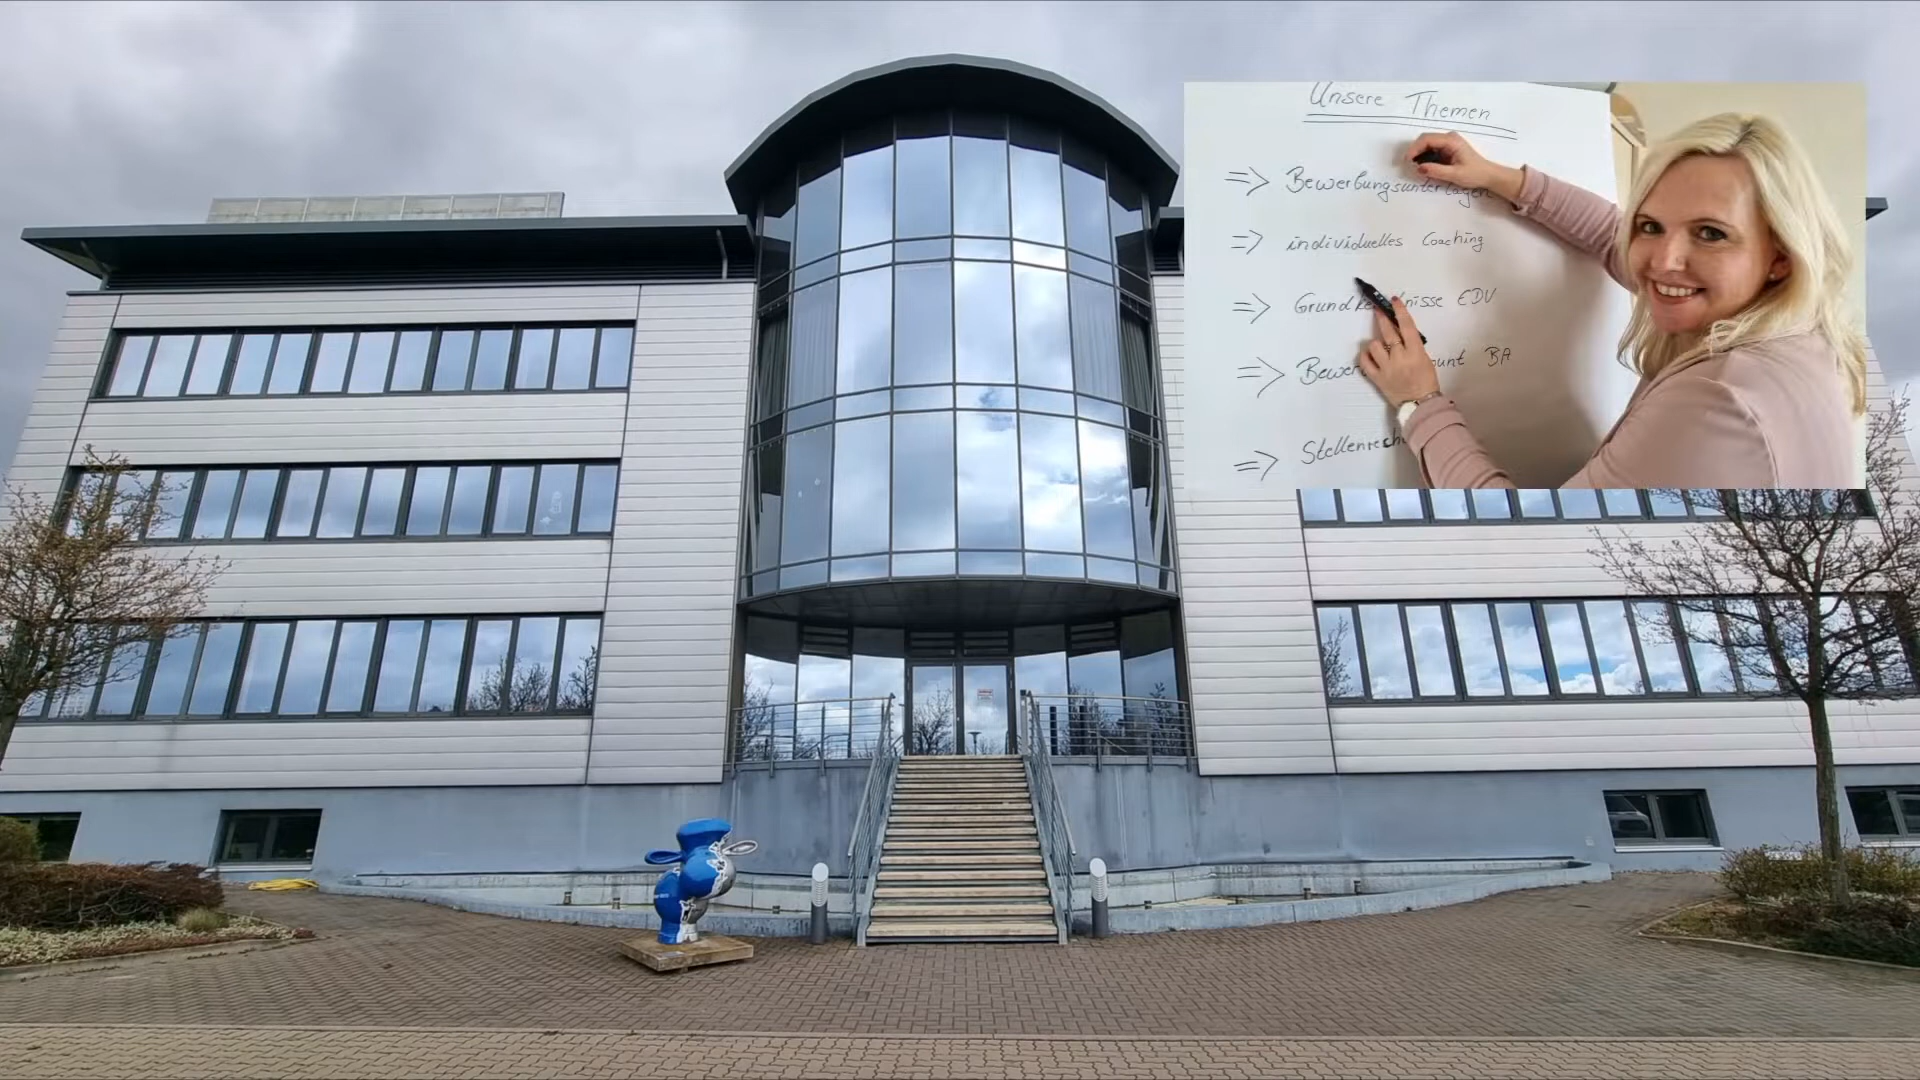 Unsere Themen
=> Bewerbungsunterlagen
=> individuelles Coaching
=> EDV
=> BA
=>